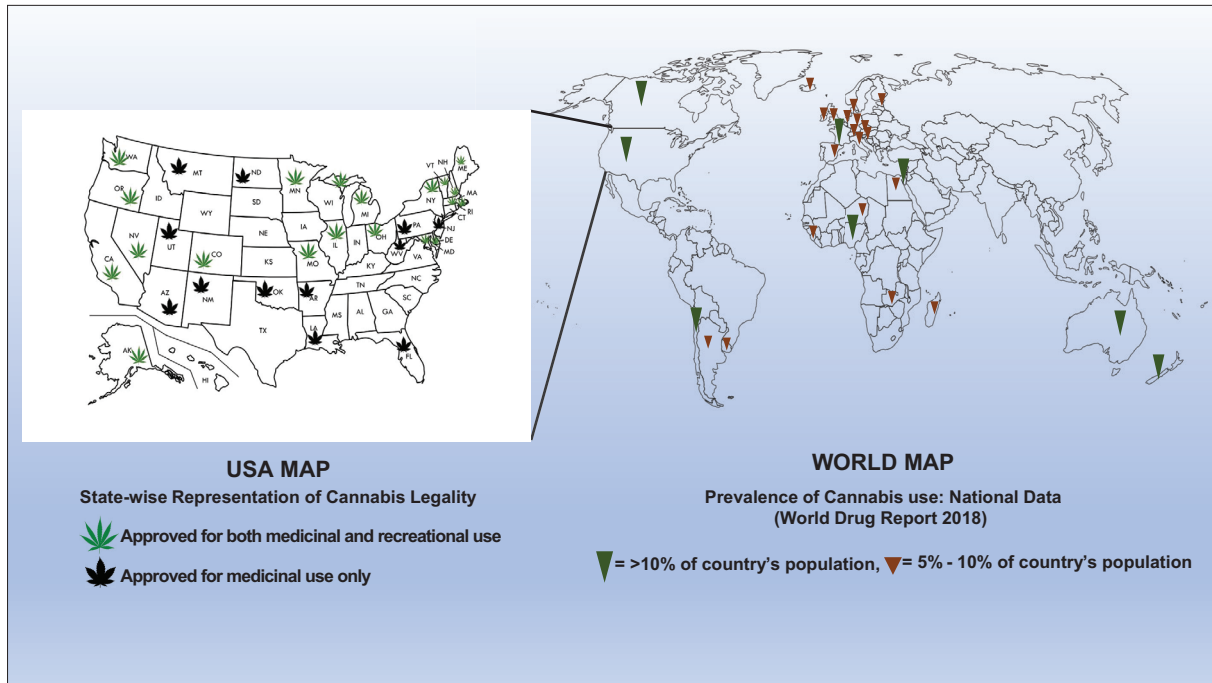 WA
MT
ND
MN
VT
NH
ME
OR
ID
SD
WI
MI
NY
MA
RI
CT
WY
IA
PA
NJ
NV
UT
NE
IL
IN
OH
DE
MD
CA
CO
KS
MO
WV
VA
KY
NC
AZ
NM
OK
AR
TN
SC
MS
AL
GA
TX
LA
FL
AK
HI
USA MAP
State-wise Representation of Cannabis Legality
Approved for both medicinal and recreational use
Approved for medicinal use only
WORLD MAP
Prevalence of Cannabis use: National Data
(World Drug Report 2018)
= >10% of country's population, = 5% - 10% of country's population